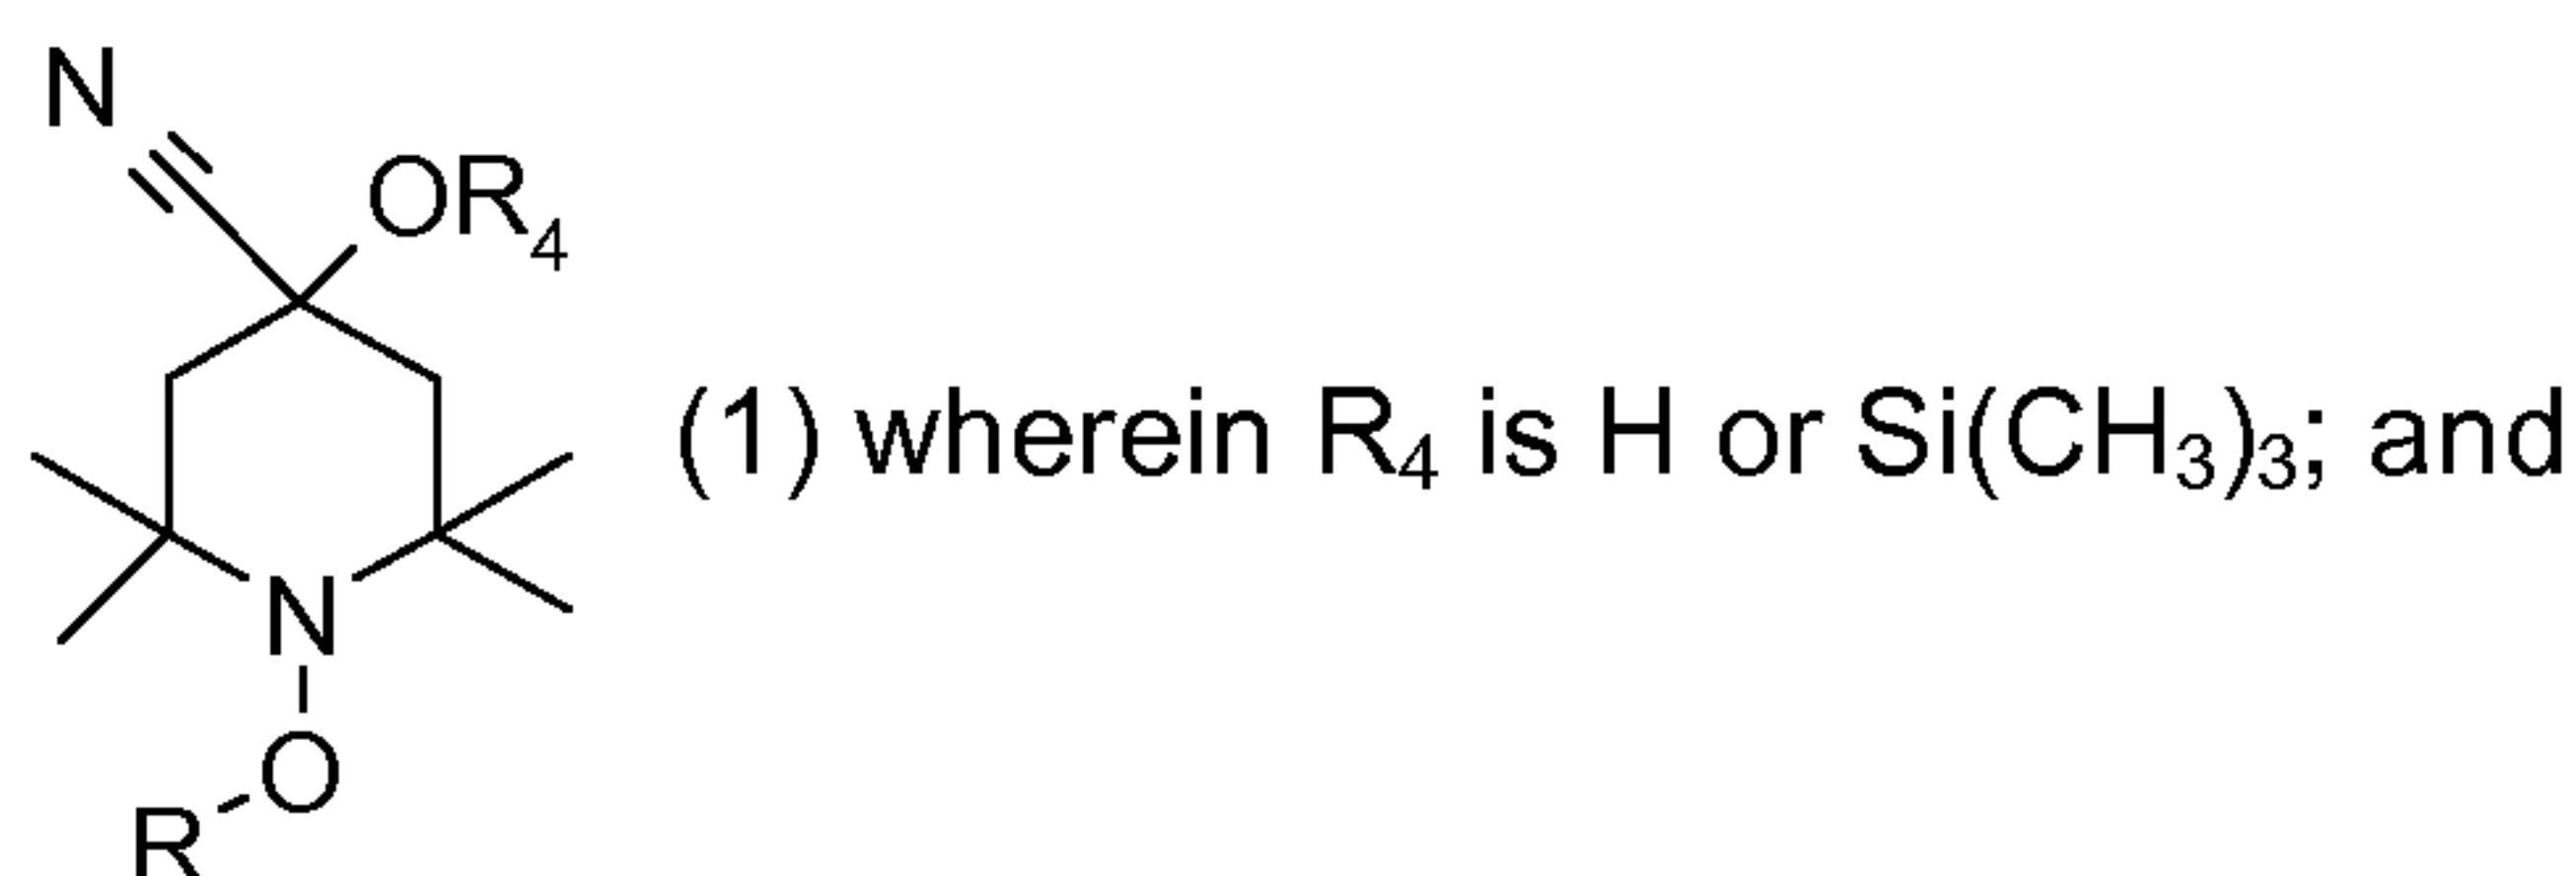 N
OR4
(1) wherein R4 is H or Si(CH3)3; and
N
O
R